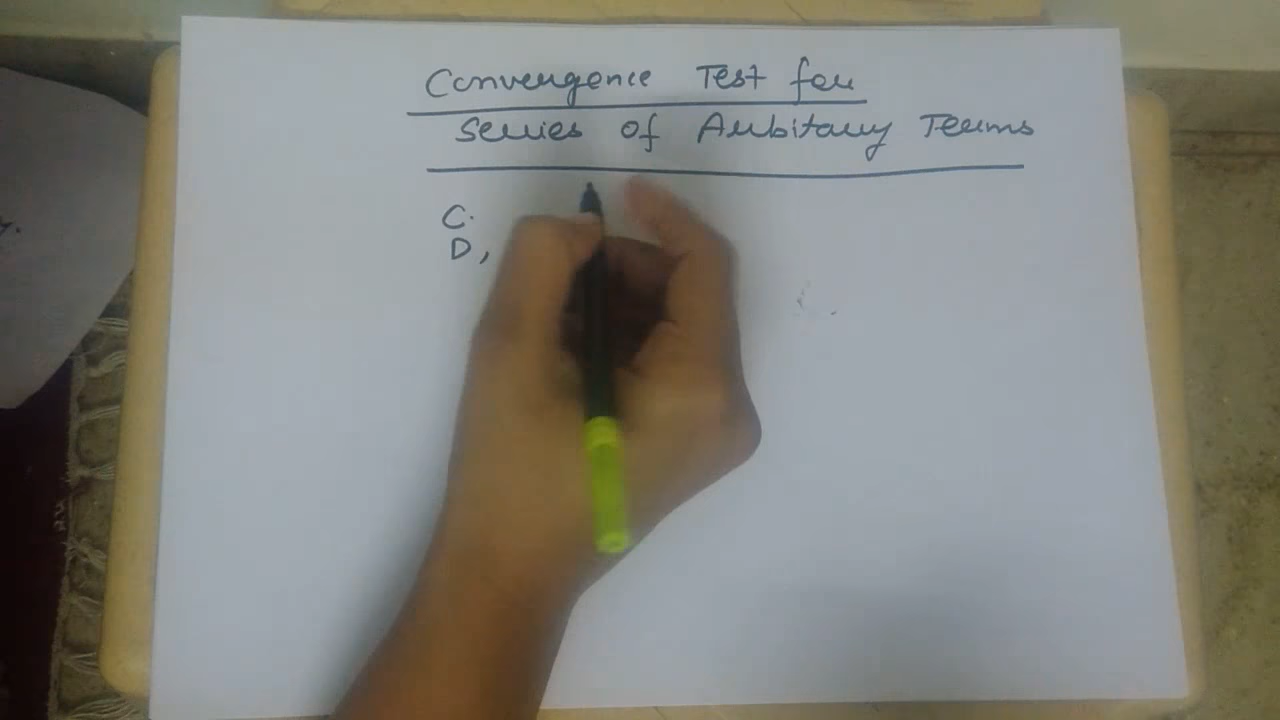 Convergence Test for
Series of Arbitary Terms
C.
D,